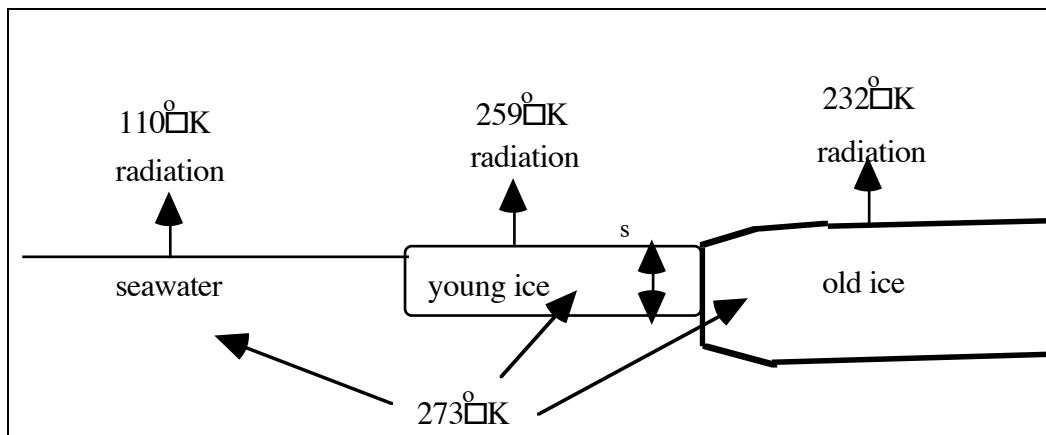 110°□K
radiation
259°□K
radiation
232°□K
radiation
s
seawater
young ice
old ice
273°□K